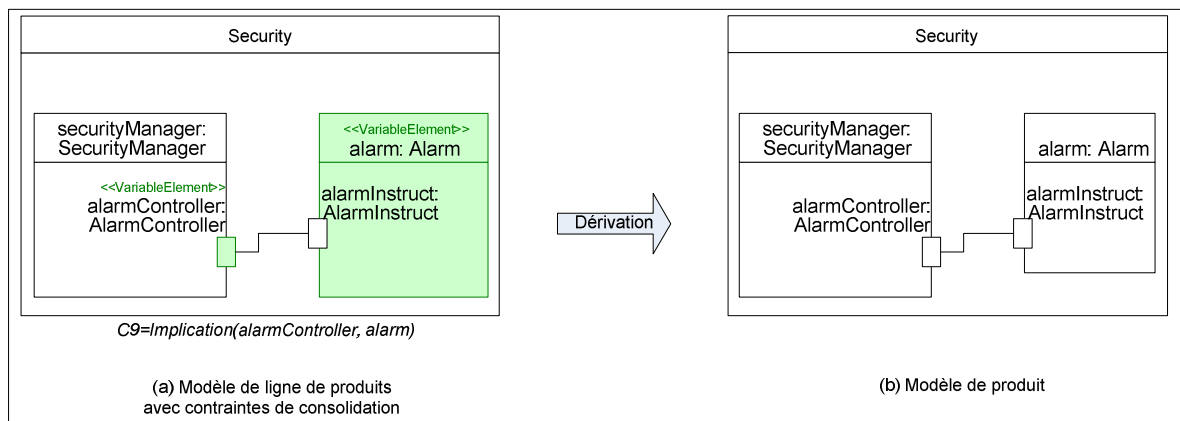 Security
securityManager:
SecurityManager
<<VariableElement>>
alarmController:
AlarmController
<<VariableElement>>
alarm: Alarm
alarmInstruct:
AlarmInstruct
C9=Implication(alarmController, alarm)
(a) Modèle de ligne de produits
avec contraintes de consolidation
Dérivation
Security
securityManager:
SecurityManager
alarmController:
AlarmController
alarm: Alarm
alarmInstruct:
AlarmInstruct
(b) Modèle de produit